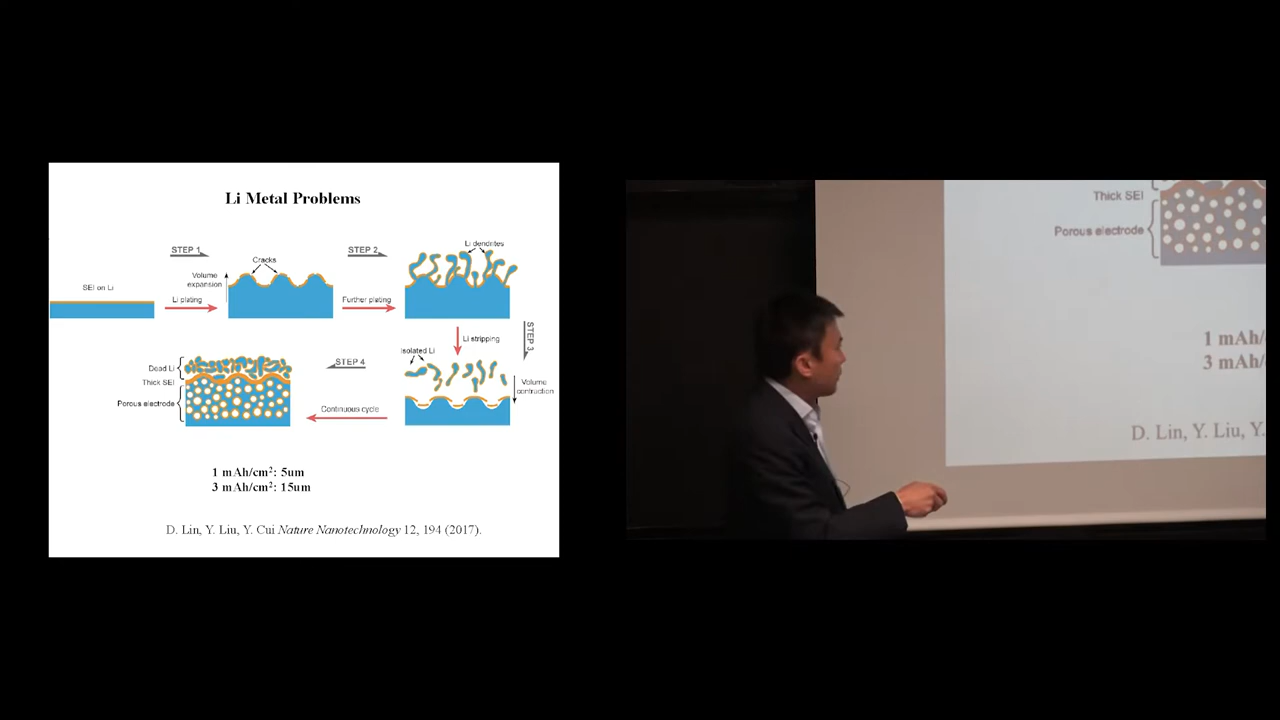 Li Metal Problems
STEP 1
STEP 2
Li dendrites
Cracks
Volume
expansion
SEI on Li
Li plating
Further plating
STEP 3
Li stripping
Isolated Li
STEP 4
Dead Li
Thick SEI
Volume
contruction
Porous electrode
Continuous cycle
1 mAh/cm²: 5um
3 mAh/cm²: 15um
D. Lin, Y. Liu, Y. Cui Nature Nanotechnology 12, 194 (2017).
Thick SEI
Porous electrode
1 mAh/
3 mAh/
D. Lin, Y. Liu, Y.